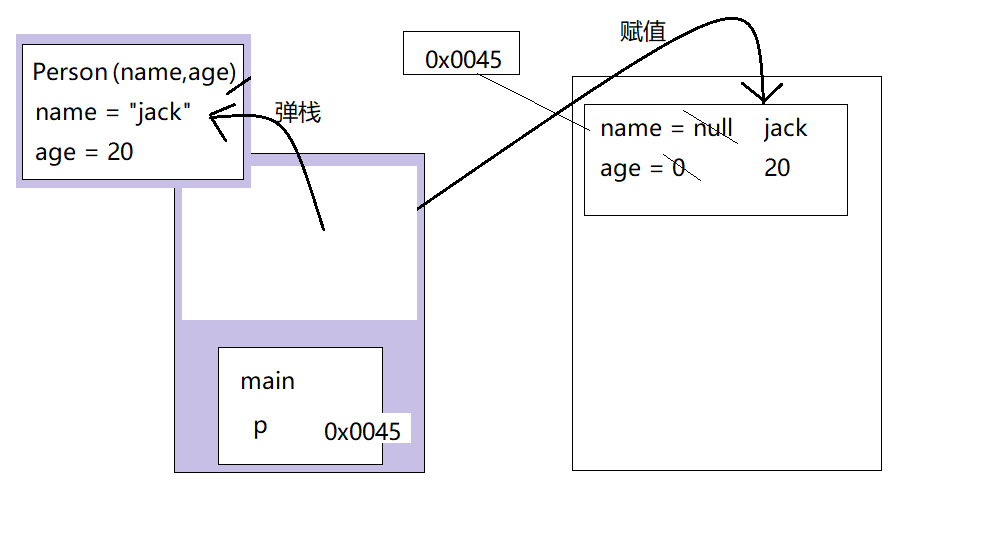 Person(name,age)
name = "jack"
age = 20
弹栈
main
p 0x0045
0x0045
赋值
name = null jack
age = 0 20